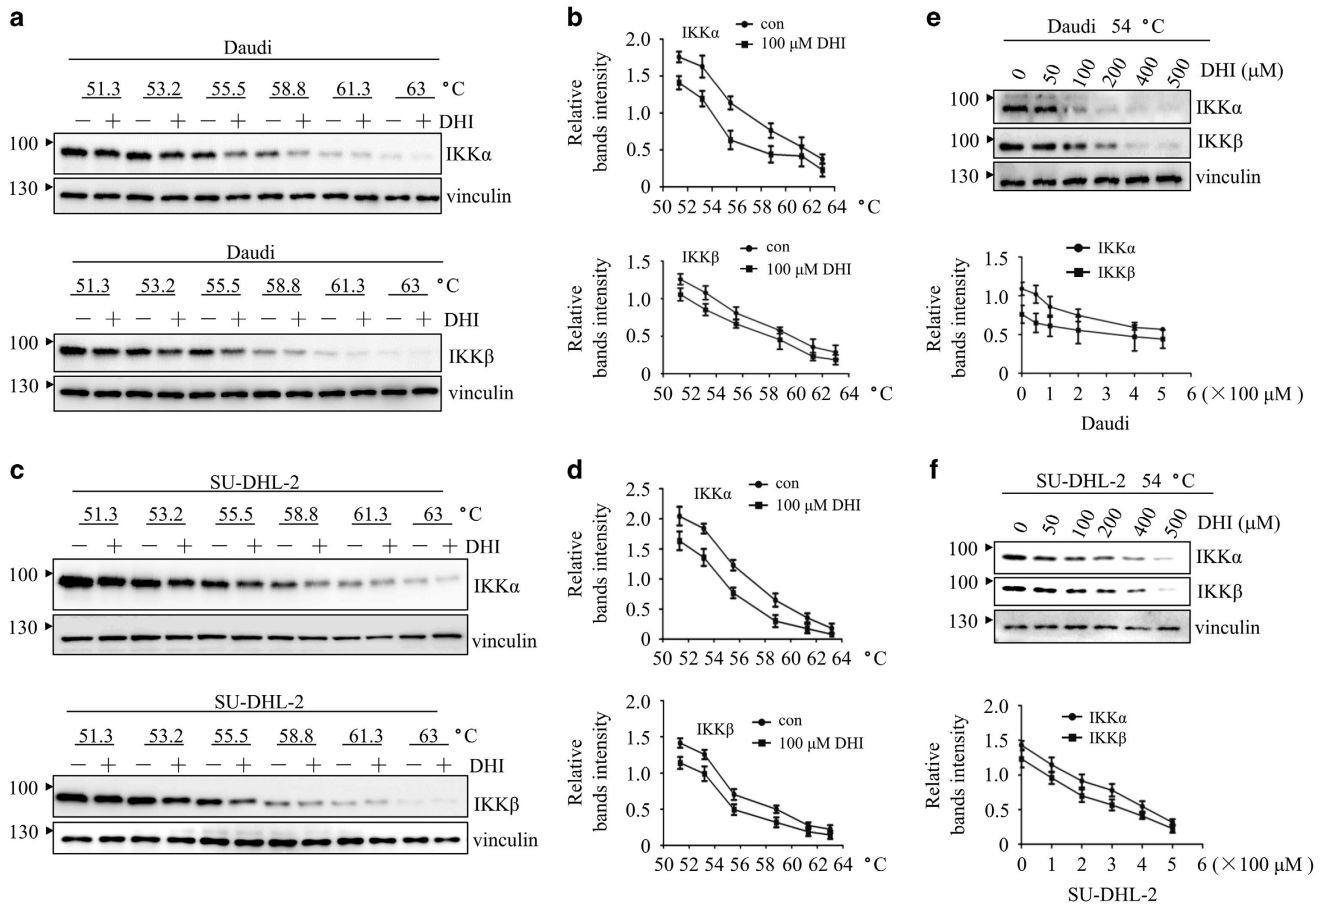 a
Daudi
51.3 53.2 55.5 58.8 61.3 63 °C
− + − + − + − + − + − + DHI
100 IKKα
130 vinculin
Daudi
51.3 53.2 55.5 58.8 61.3 63 °C
− + − + − + − + − + − + DHI
100 IKKβ
130 vinculin
b
IKKα
con
100 μM DHI
Relative
bands intensity
2.0
1.5
1.0
0.5
0
50 52 54 56 58 60 62 64 °C
IKKβ
con
100 μM DHI
Relative
bands intensity
1.5
1.0
0.5
0
50 52 54 56 58 60 62 64 °C
e
Daudi 54 °C
0 50 100 200 400 500 DHI (μM)
100 IKKα
100 IKKβ
130 vinculin
IKKα
IKKβ
Relative
bands intensity
1.5
1.0
0.5
0
0 1 2 4 5 6 (×100 μM )
Daudi
c
SU-DHL-2
51.3 53.2 55.5 58.8 61.3 63 °C
− + − + − + − + − + − + DHI
100 IKKα
130 vinculin
SU-DHL-2
51.3 53.2 55.5 58.8 61.3 63 °C
− + − + − + − + − + − + DHI
100 IKKβ
130 vinculin
d
IKKα
con
100 μM DHI
Relative
bands intensity
2.5
2.0
1.5
1.0
0.5
0
50 52 54 56 58 60 62 64 °C
IKKβ
con
100 μM DHI
Relative
bands intensity
2.0
1.5
1.0
0.5
0
50 52 54 56 58 60 62 64 °C
f
SU-DHL-2 54 °C
0 50 100 200 400 500 DHI (μM)
100 IKKα
100 IKKβ
130 vinculin
IKKα
IKKβ
Relative
bands intensity
2.0
1.5
1.0
0.5
0
0 1 2 3 4 5 6 (×100 μM )
SU-DHL-2